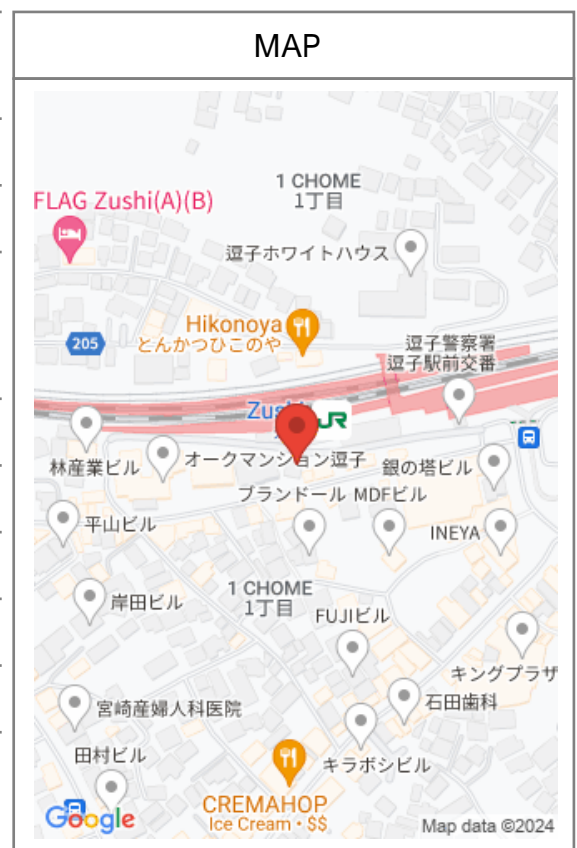 MAP
1 CHOME
1丁目
FLAG Zushi(A)(B)
逗子ホワイトハウス
Hikonoya
とんかつひこのや
205
逗子警察署
逗子駅前交番
JR
オークマンション逗子
林産業ビル
銀の塔ビル
ブランドール
MDFビル
平山ビル
INEYA
1 CHOME
1丁目
岸田ビル
FUJIビル
キングプラザ
石田歯科
宮崎産婦人科医院
田村ビル
キラボシビル
CREMAHOP
Ice Cream・$$
Google
Map data ©2024